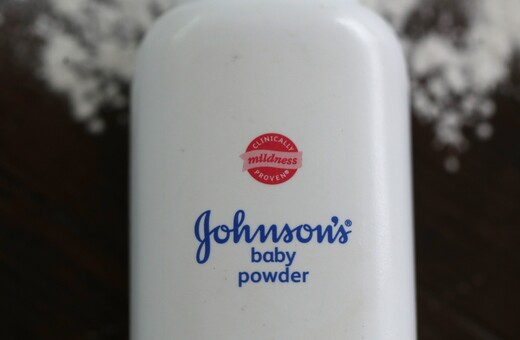 CLINICALLY
mildness
PROVEN®
Johnson's®
baby
powder